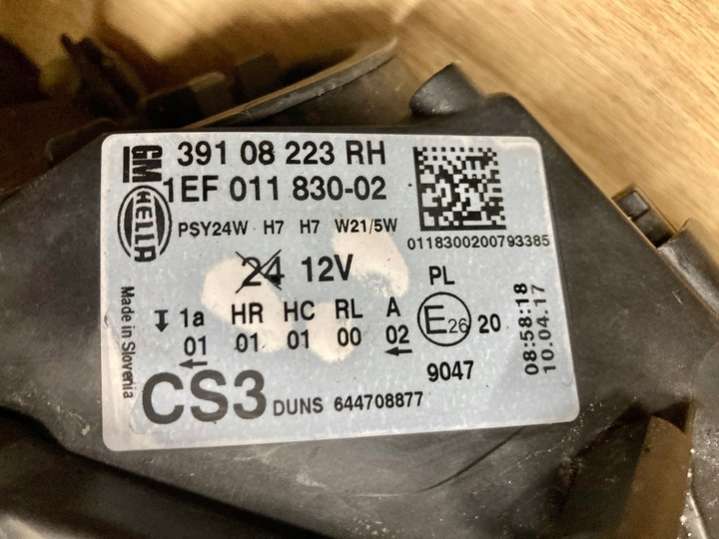 GM
39108 223 RH
1EF 011 830-02
HELLA
PSY24W H7 H7 W21/5W
0118300200793385
24 12V
PL
1a HR HC RL A
01 01 01 00 02
E26 20
9047
CS3 DUNS 644708877
Made in Slovenia
08:58:18
10.04.17